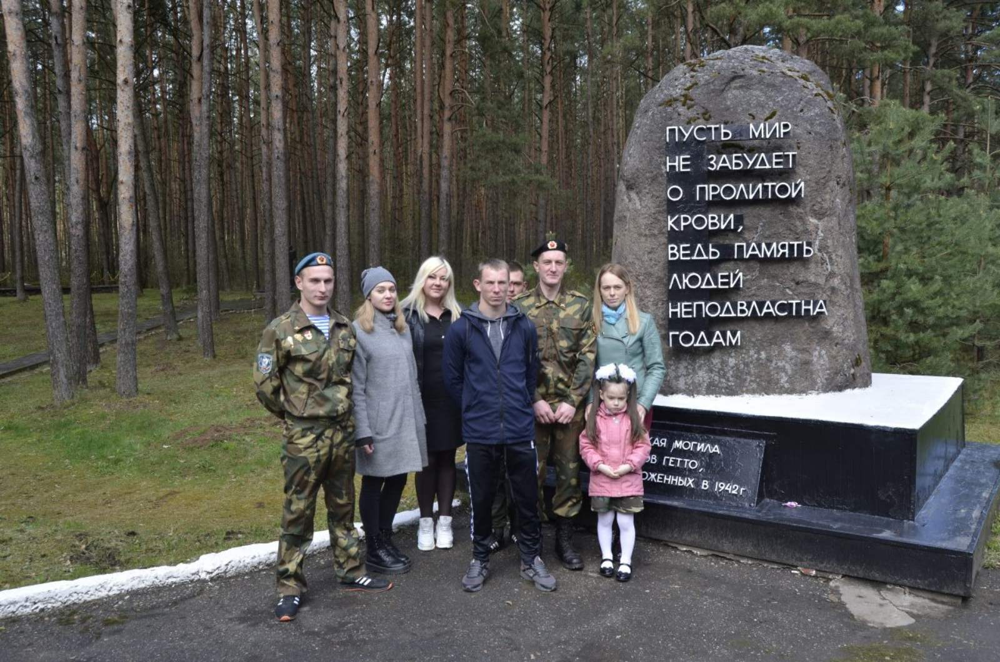 ПУСТЬ МИР
НЕ ЗАБУДЕТ
О ПРОЛИТОЙ
КРОВИ,
ВЕДЬ ПАМЯТЬ
ЛЮДЕЙ
НЕПОДВЛАСТНА
ГОДАМ
МОГИЛА
ГЕТТО,
В 1942 г